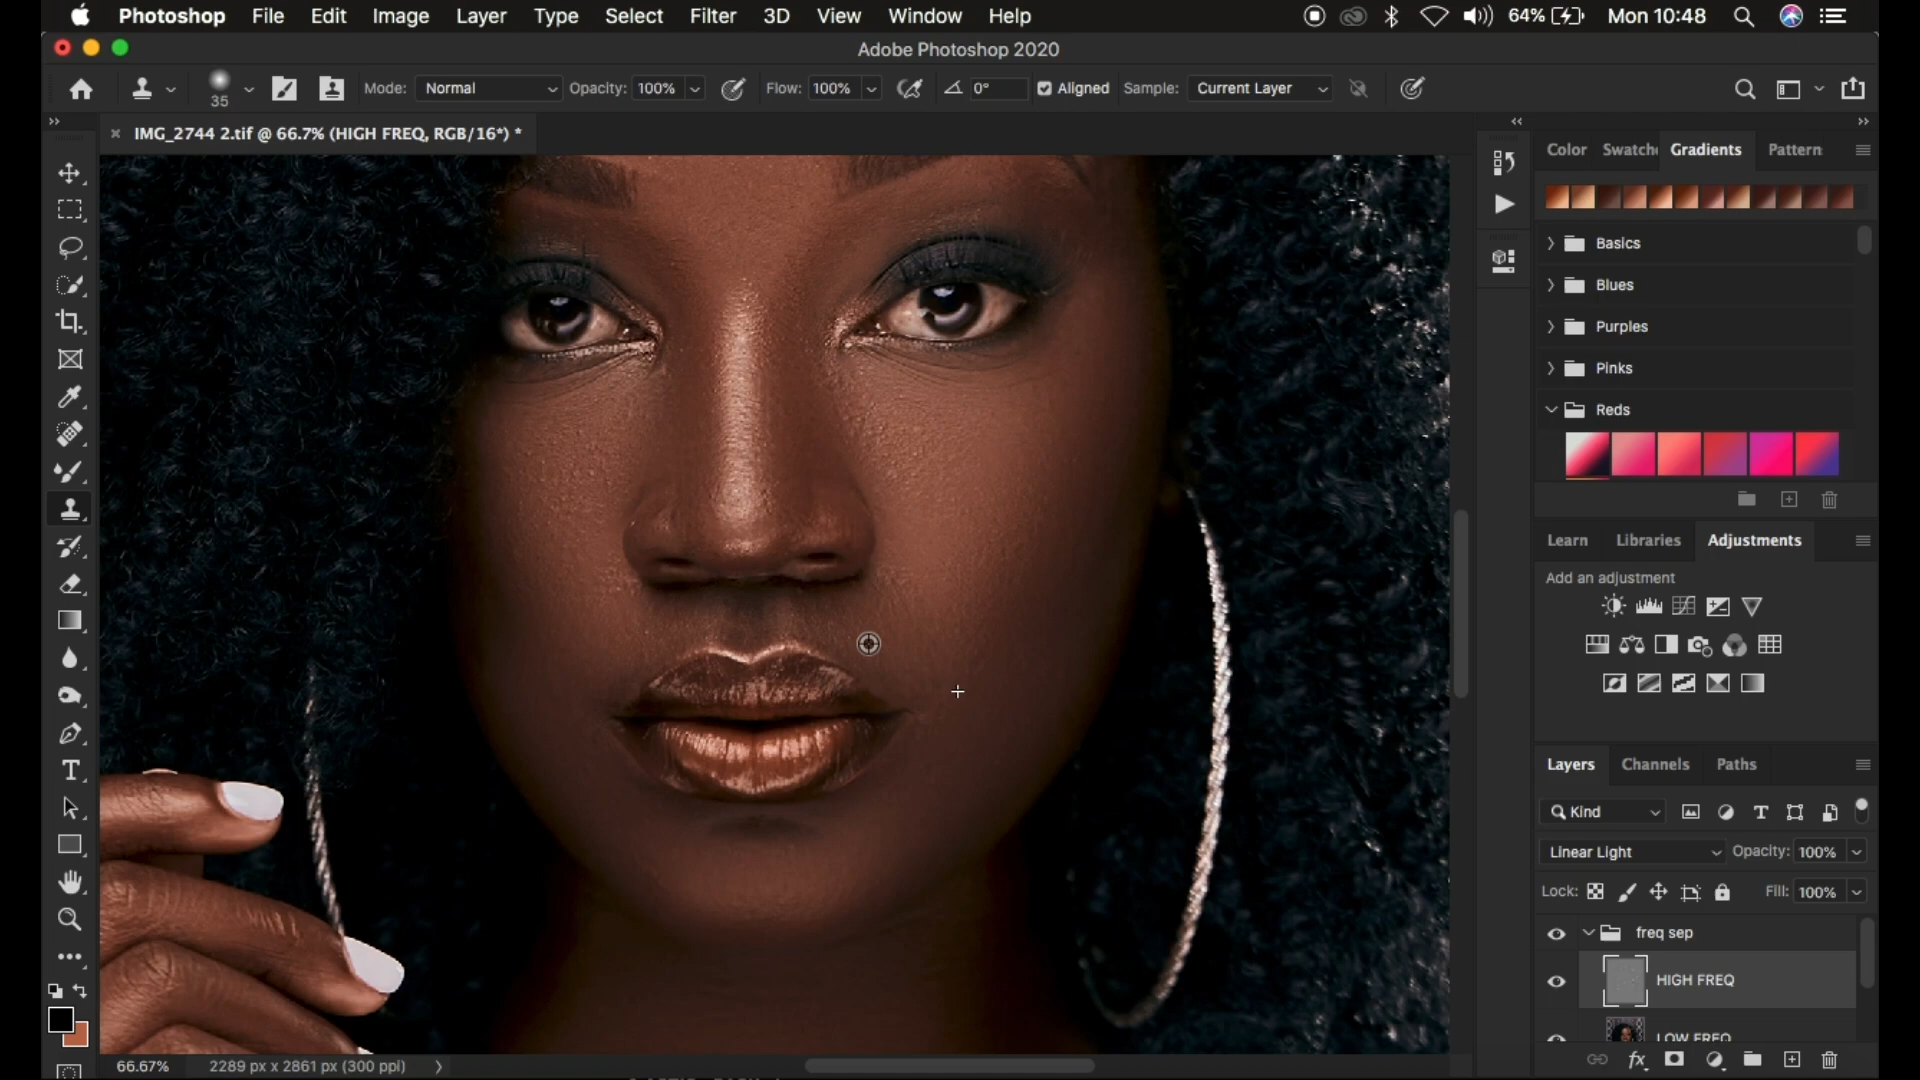 Photoshop File Edit Image Layer Type Select Filter 3D View Window Help 64% Mon 10:48
Adobe Photoshop 2020
35 Mode: Normal Opacity: 100% Flow: 100% 0° Aligned Sample: Current Layer
IMG_2744 2.tif @ 66.7% (HIGH FREQ, RGB/16*) *
Color Swatche Gradients Pattern
Basics
Blues
Purples
Pinks
Reds
Learn Libraries Adjustments
Add an adjustment
Layers Channels Paths
Kind
Linear Light Opacity: 100%
Lock: Fill: 100%
freq sep
HIGH FREQ
LOW FREQ
66.67% 2289 px x 2861 px (300 ppi)